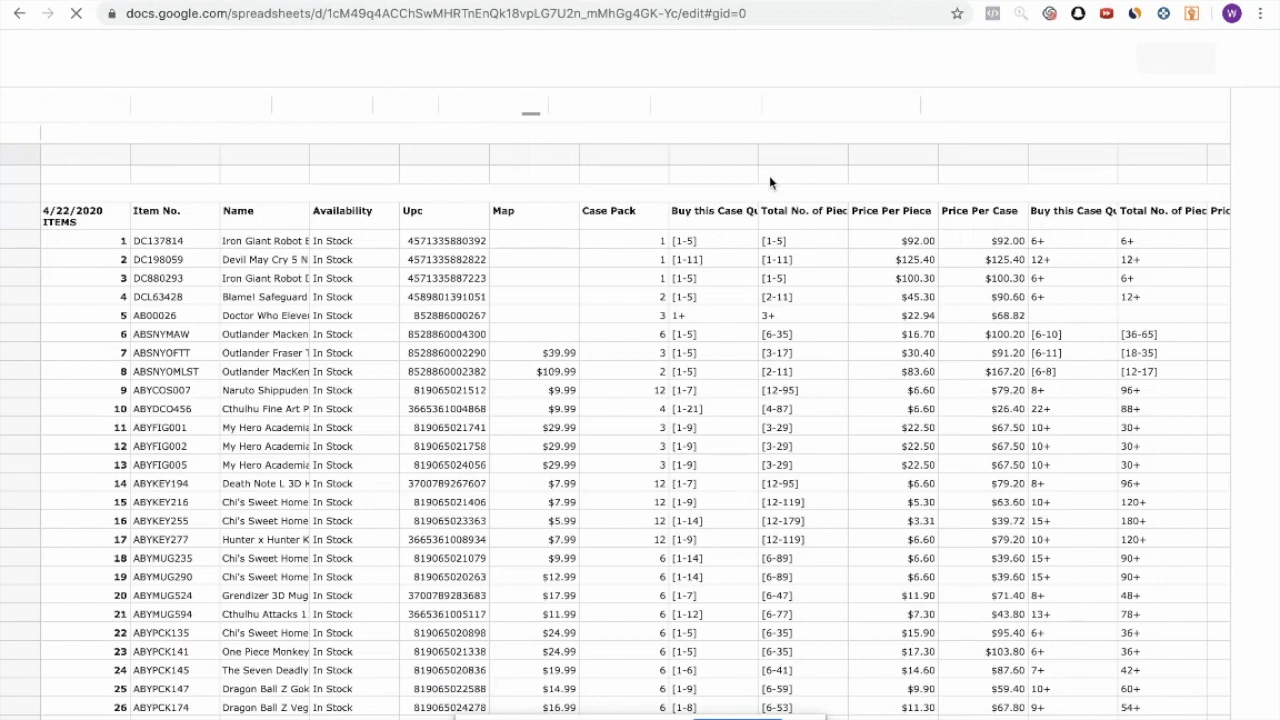 docs.google.com/spreadsheets/d/1cM49q4ACChSwMHRTnEnQk18vpLG7U2n_mMhGg4GK-Yc/edit#gid=0 W
4/22/2020 ITEMS Item No. Name Availability Upc Map Case Pack Buy this Case Qu Total No. of Piec Price Per Piece Price Per Case Buy this Case Qu Total No. of Piec Pric
1 DC137814 Iron Giant Robot E In Stock 4571335880392 1 [1-5] [1-5] $92.00 $92.00 6+ 6+
2 DC198059 Devil May Cry 5 N In Stock 4571335882822 1 [1-11] [1-11] $125.40 $125.40 12+ 12+
3 DC880293 Iron Giant Robot D In Stock 4571335887223 1 [1-5] [1-5] $100.30 $100.30 6+ 6+
4 DCL63428 Blame! Safeguard In Stock 4589801391051 2 [1-5] [2-11] $45.30 $90.60 6+ 12+
5 AB00026 Doctor Who Eleve In Stock 852886000267 3 1+ 3+ $22.94 $68.82
6 ABSNYMAW Outlander Macken In Stock 8528860004300 6 [1-5] [6-35] $16.70 $100.20 [6-10] [36-65]
7 ABSNYOFTT Outlander Fraser T In Stock 8528860002290 $39.99 3 [1-5] [3-17] $30.40 $91.20 [6-11] [18-35]
8 ABSNYOMLST Outlander MacKen In Stock 8528860002382 $109.99 2 [1-5] [2-11] $83.60 $167.20 [6-8] [12-17]
9 ABYCOS007 Naruto Shippuden In Stock 819065021512 $9.99 12 [1-7] [12-95] $6.60 $79.20 8+ 96+
10 ABYDCO456 Cthulhu Fine Art P In Stock 3665361004868 $9.99 4 [1-21] [4-87] $6.60 $26.40 22+ 88+
11 ABYFIG001 My Hero Academia In Stock 819065021741 $29.99 3 [1-9] [3-29] $22.50 $67.50 10+ 30+
12 ABYFIG002 My Hero Academia In Stock 819065021758 $29.99 3 [1-9] [3-29] $22.50 $67.50 10+ 30+
13 ABYFIG005 My Hero Academia In Stock 819065024056 $29.99 3 [1-9] [3-29] $22.50 $67.50 10+ 30+
14 ABYKEY194 Death Note L 3D K In Stock 3700789267607 $7.99 12 [1-7] [12-95] $6.60 $79.20 8+ 96+
15 ABYKEY216 Chi's Sweet Home In Stock 819065021406 $9.99 12 [1-9] [12-119] $5.30 $63.60 10+ 120+
16 ABYKEY255 Chi's Sweet Home In Stock 819065023363 $5.99 12 [1-14] [12-179] $3.31 $39.72 15+ 180+
17 ABYKEY277 Hunter x Hunter K In Stock 3665361008934 $7.99 12 [1-9] [12-119] $6.60 $79.20 10+ 120+
18 ABYMUG235 Chi's Sweet Home In Stock 819065021079 $9.99 6 [1-14] [6-89] $6.60 $39.60 15+ 90+
19 ABYMUG290 Chi's Sweet Home In Stock 819065020263 $12.99 6 [1-14] [6-89] $6.60 $39.60 15+ 90+
20 ABYMUG524 Grendizer 3D Mug In Stock 3700789283683 $17.99 6 [1-7] [6-47] $11.90 $71.40 8+ 48+
21 ABYMUG594 Cthulhu Attacks 1 In Stock 3665361005117 $11.99 6 [1-12] [6-77] $7.30 $43.80 13+ 78+
22 ABYPCK135 Chi's Sweet Home In Stock 819065020898 $24.99 6 [1-5] [6-35] $15.90 $95.40 6+ 36+
23 ABYPCK141 One Piece Monkey In Stock 819065021338 $24.99 6 [1-5] [6-35] $17.30 $103.80 6+ 36+
24 ABYPCK145 The Seven Deadly In Stock 819065020836 $19.99 6 [1-6] [6-41] $14.60 $87.60 7+ 42+
25 ABYPCK147 Dragon Ball Z Gok In Stock 819065022588 $14.99 6 [1-9] [6-59] $9.90 $59.40 10+ 60+
26 ABYPCK174 Dragon Ball Z Veg In Stock 819065024278 $16.99 6 [1-8] [6-53] $11.30 $67.80 9+ 54+